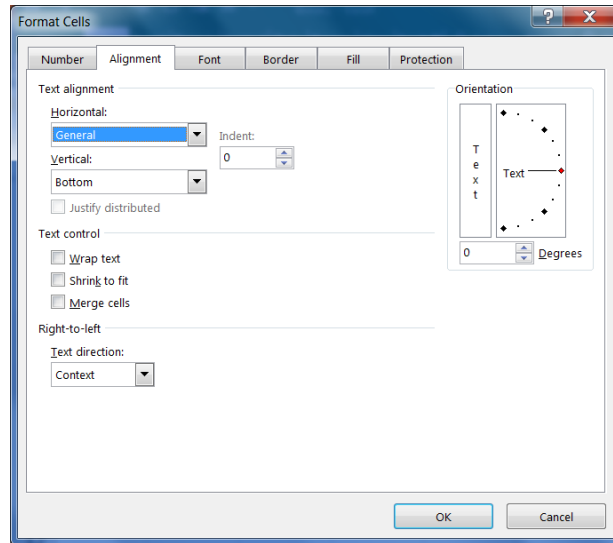 Format Cells
?
X
Number
Alignment
Font
Border
Fill
Protection
Text alignment
Horizontal:
General
Indent:
0
Vertical:
Bottom
Justify distributed
Text control
Wrap text
Shrink to fit
Merge cells
Right-to-left
Text direction:
Context
Orientation
T
e
x
t
Text
0
Degrees
OK
Cancel